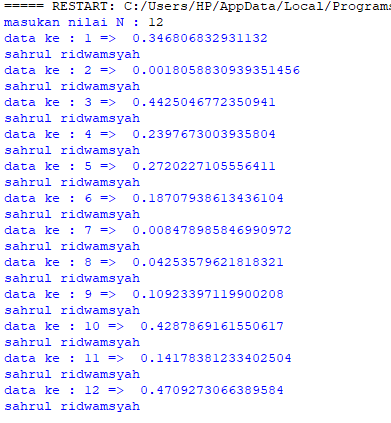 ===== RESTART: C:/Users/HP/AppData/Local/Programs
masukan nilai N : 12
data ke : 1 =>  0.346806832931132
sahrul ridwamsyah
data ke : 2 =>  0.0018058830939351456
sahrul ridwamsyah
data ke : 3 =>  0.4425046772350941
sahrul ridwamsyah
data ke : 4 =>  0.2397673003935804
sahrul ridwamsyah
data ke : 5 =>  0.2720227105556411
sahrul ridwamsyah
data ke : 6 =>  0.18707938613436104
sahrul ridwamsyah
data ke : 7 =>  0.008478985846990972
sahrul ridwamsyah
data ke : 8 =>  0.04253579621818321
sahrul ridwamsyah
data ke : 9 =>  0.10923397119900208
sahrul ridwamsyah
data ke : 10 =>  0.4287869161550617
sahrul ridwamsyah
data ke : 11 =>  0.14178381233402504
sahrul ridwamsyah
data ke : 12 =>  0.4709273066389584
sahrul ridwamsyah